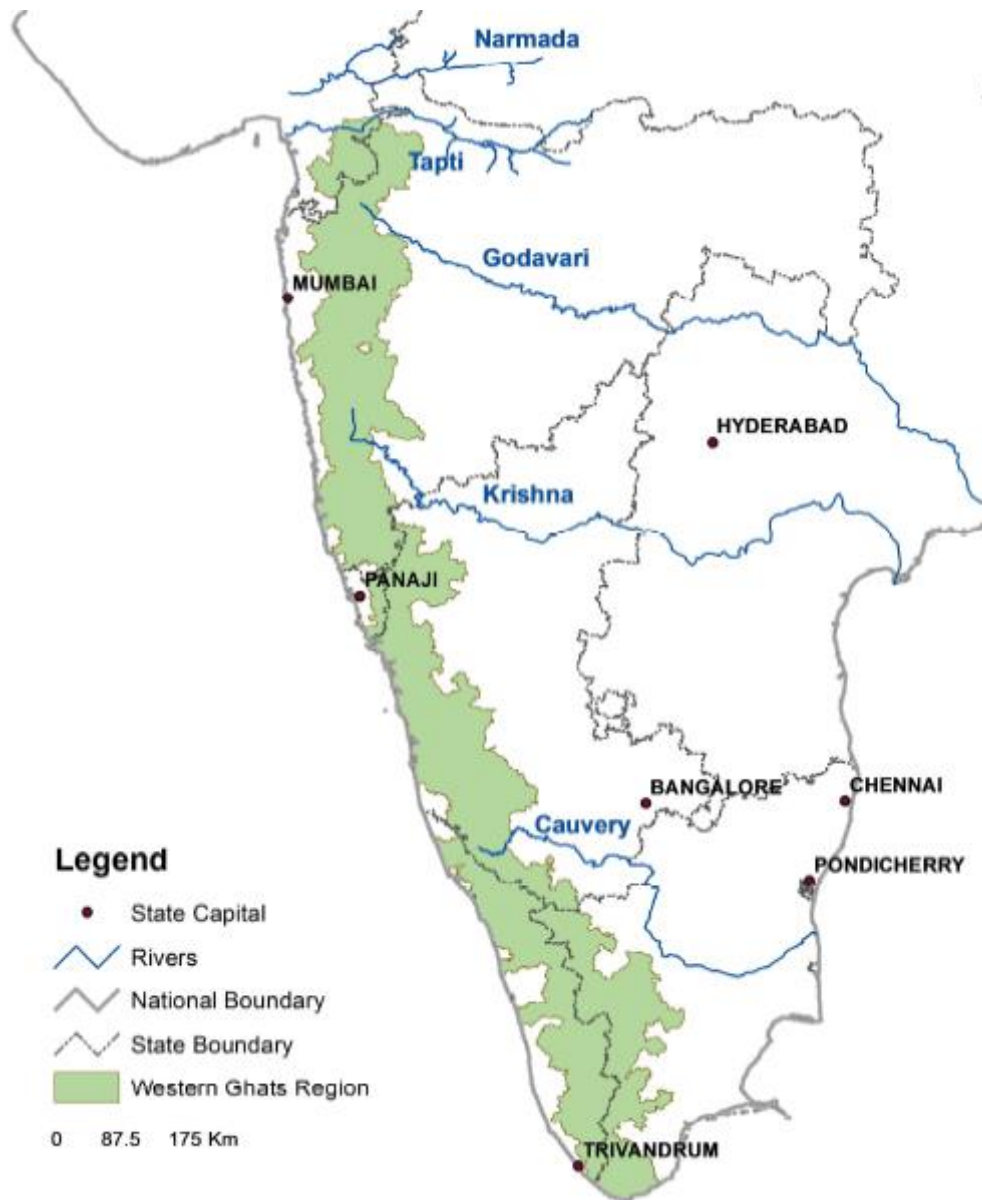 Narmada
Tapti
Godavari
MUMBAI
HYDERABAD
Krishna
PANAJI
BANGALORE
CHENNAI
Cauvery
PONDICHERRY
TRIVANDRUM
Legend
State Capital
Rivers
National Boundary
State Boundary
Western Ghats Region
0 87.5 175 Km